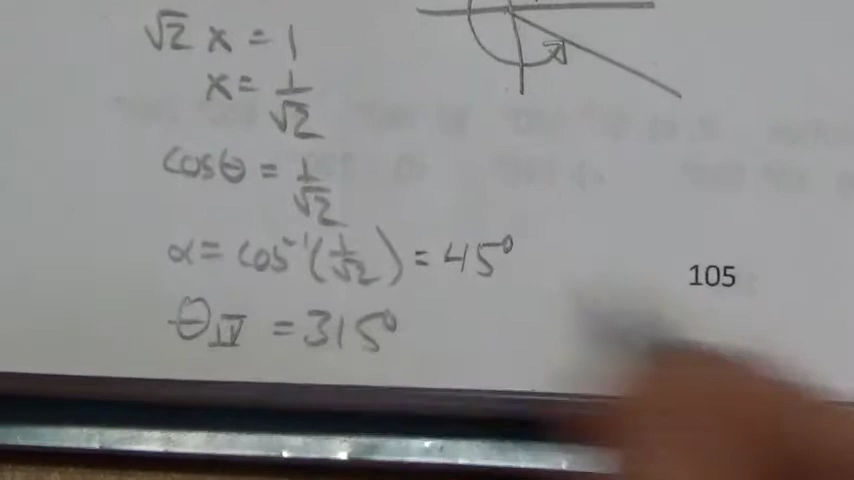 √2 x = 1
x = 1/√2
cosθ = 1/√2
α = cos⁻¹(1/√2) = 45°
θ_IV = 315°
105